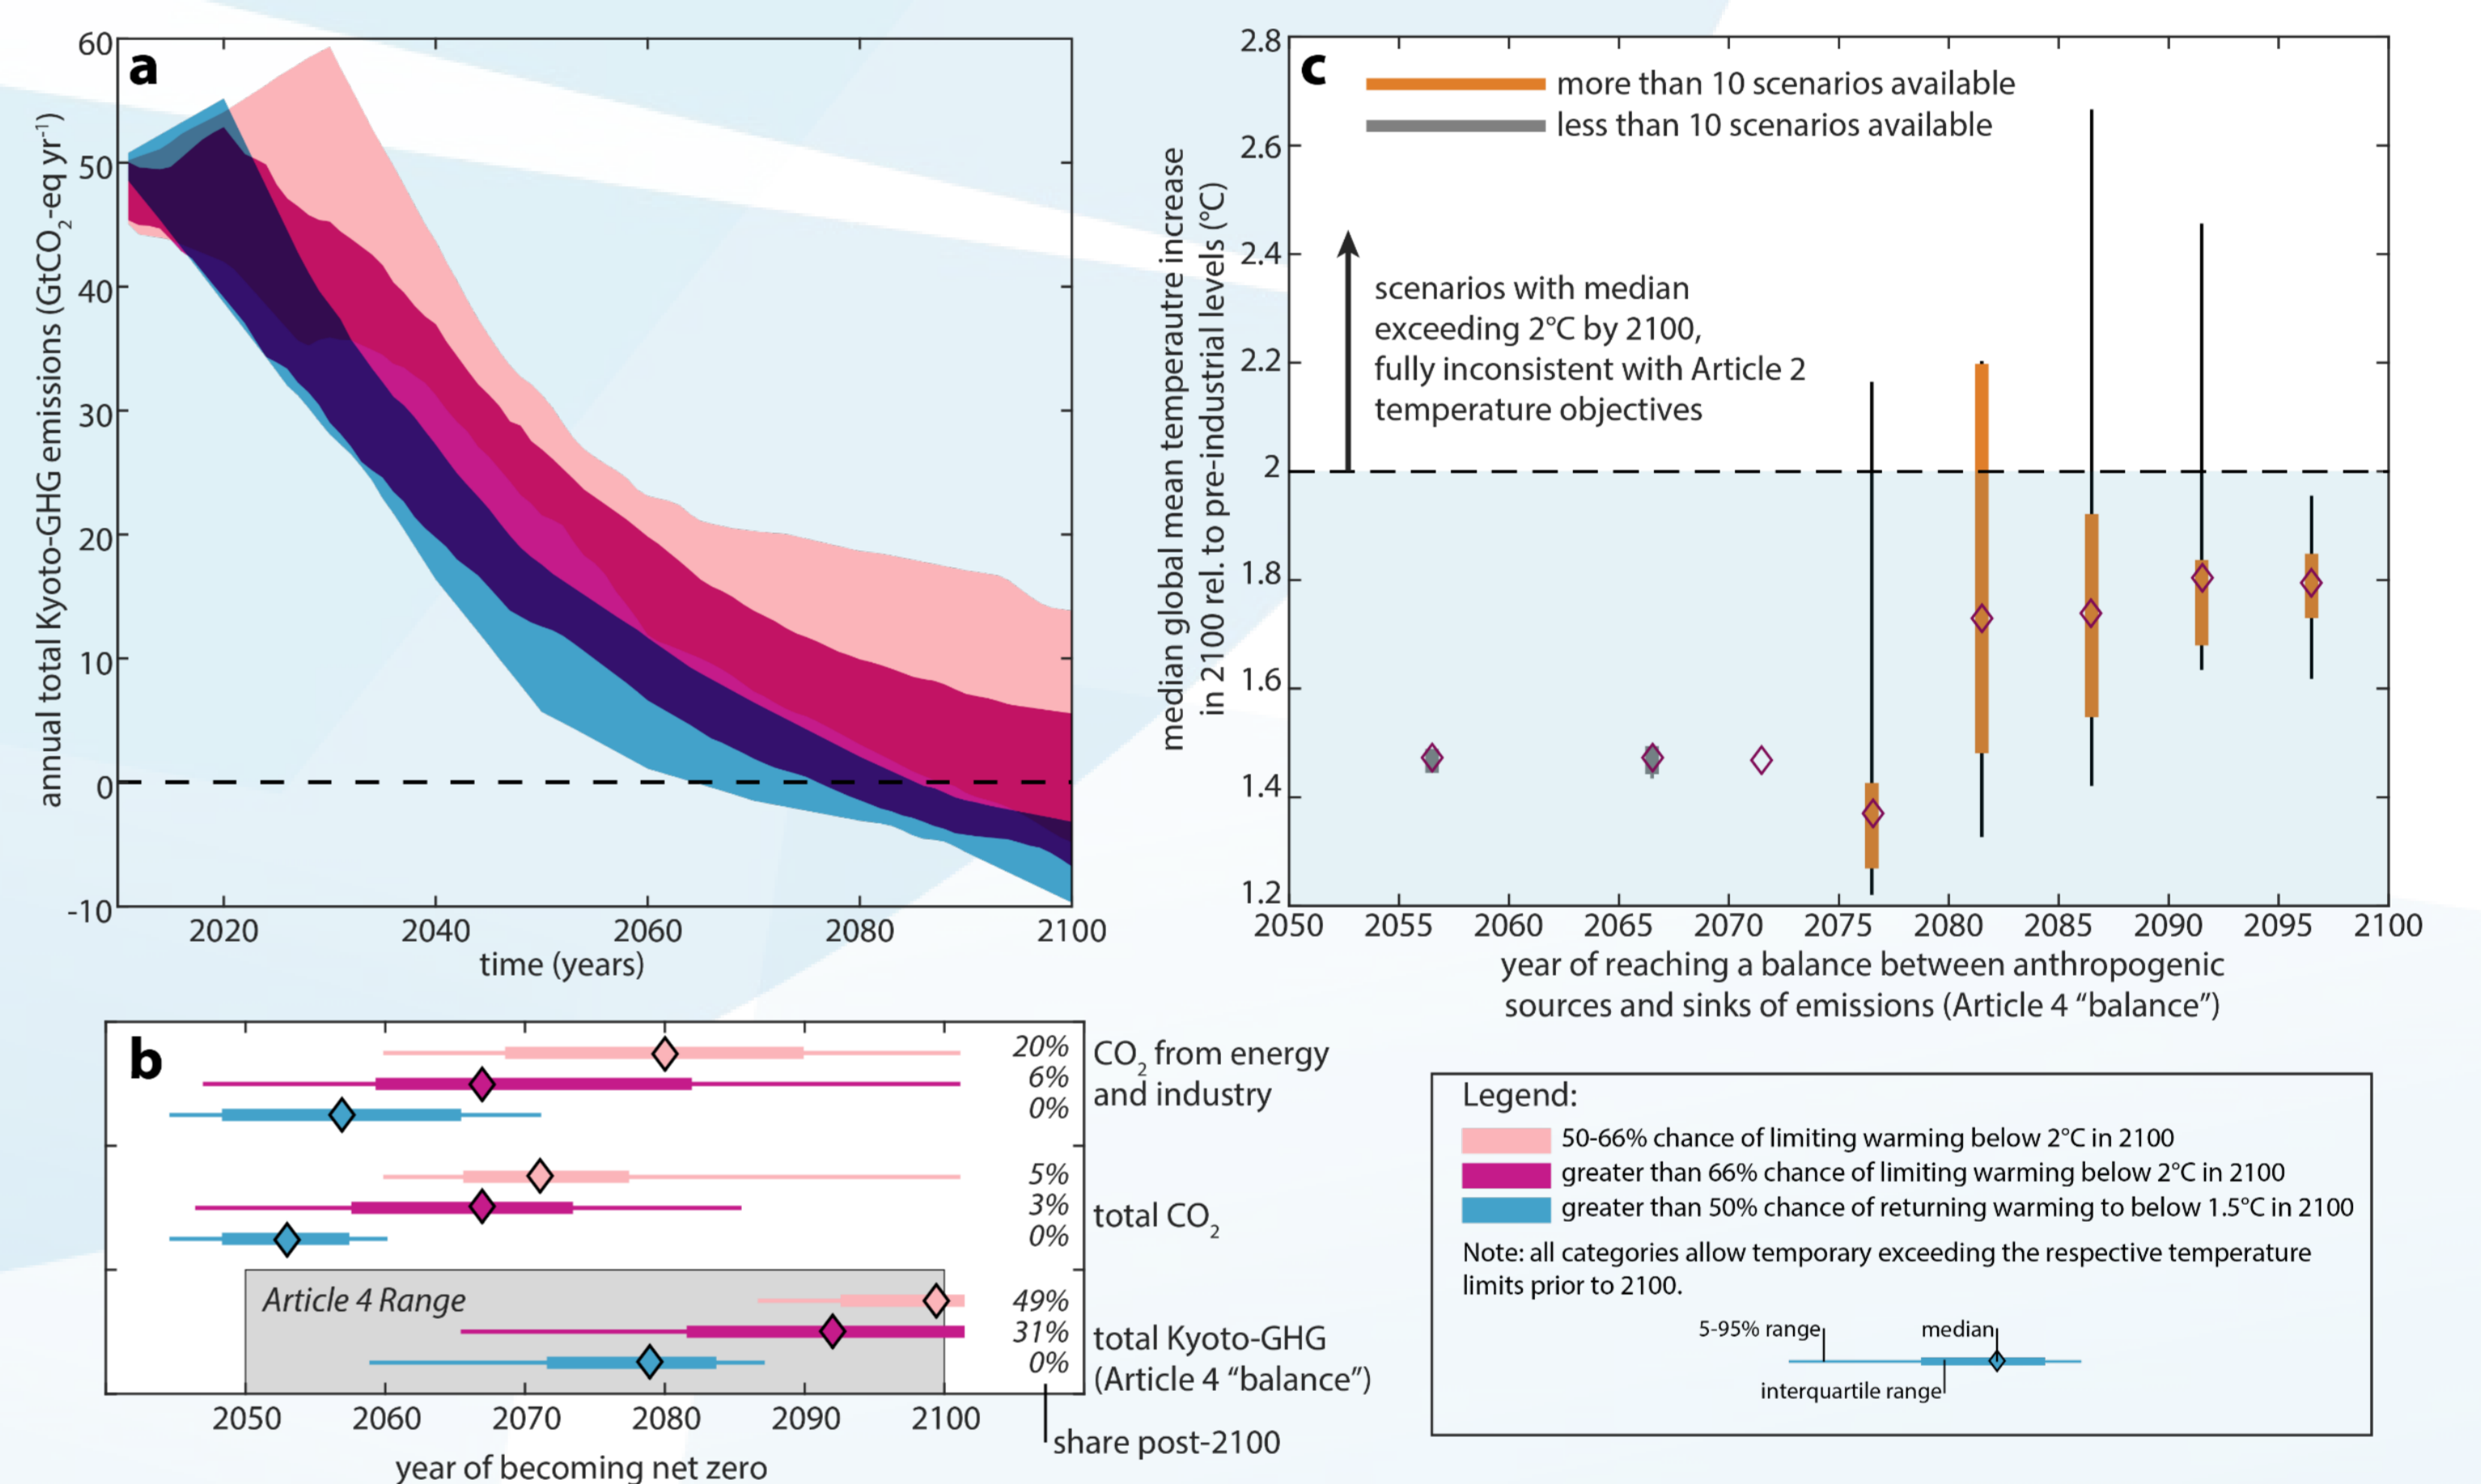 a
60
50
40
30
20
10
0
-10
annual total Kyoto-GHG emissions (GtCO2-eq yr-1)
2020 2040 2060 2080 2100
time (years)
c
more than 10 scenarios available
less than 10 scenarios available
2.8
2.6
2.4
2.2
2
1.8
1.6
1.4
1.2
median global mean temperautre increase
in 2100 rel. to pre-industrial levels (°C)
scenarios with median
exceeding 2°C by 2100,
fully inconsistent with Article 2
temperature objectives
2050 2055 2060 2065 2070 2075 2080 2085 2090 2095 2100
year of reaching a balance between anthropogenic
sources and sinks of emissions (Article 4 “balance”)
b
20%
6%
0%
CO2 from energy
and industry
5%
3%
0%
total CO2
Article 4 Range
49%
31%
0%
total Kyoto-GHG
(Article 4 “balance”)
2050 2060 2070 2080 2090 2100
share post-2100
year of becoming net zero
Legend:
50-66% chance of limiting warming below 2°C in 2100
greater than 66% chance of limiting warming below 2°C in 2100
greater than 50% chance of returning warming to below 1.5°C in 2100
Note: all categories allow temporary exceeding the respective temperature
limits prior to 2100.
5-95% range median
interquartile range